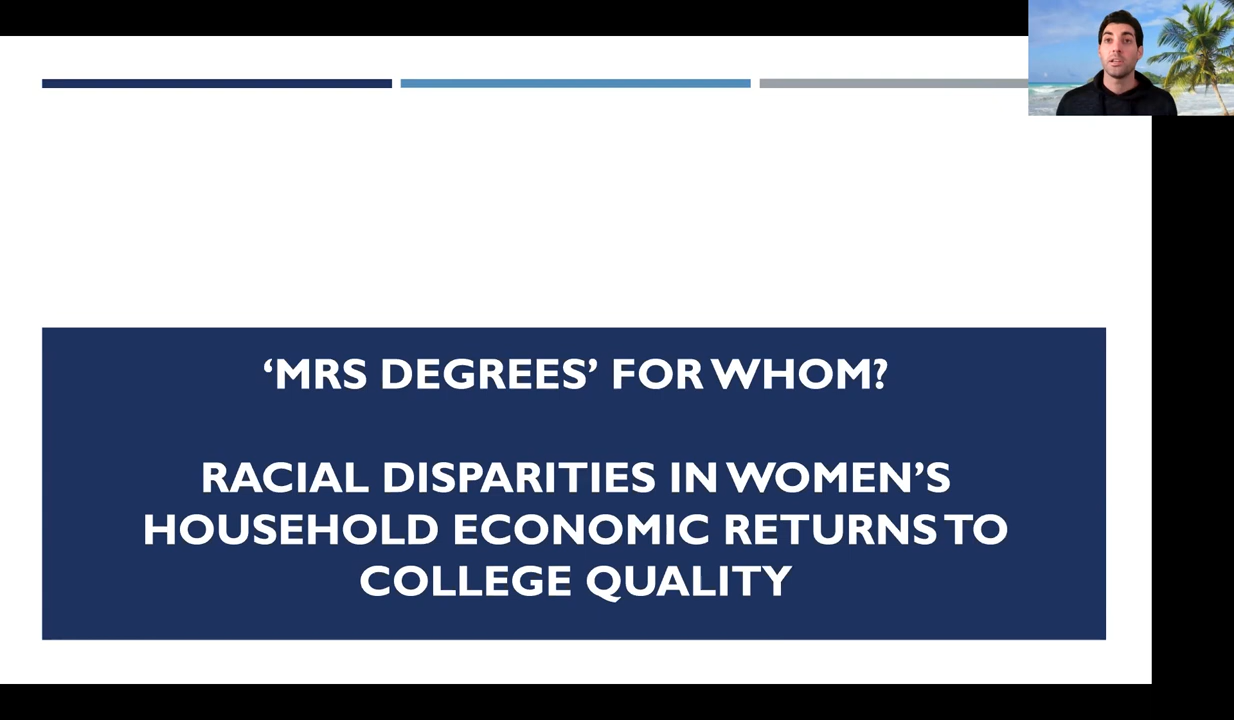 ‘MRS DEGREES’ FOR WHOM?
RACIAL DISPARITIES IN WOMEN’S
HOUSEHOLD ECONOMIC RETURNS TO
COLLEGE QUALITY